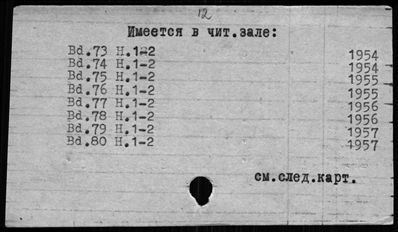 12
Имеется в чит.зале:
Bd.73 H.1-2 1954
Bd.74 H.1-2 1954
Bd.75 H.1-2 1955
Bd.76 H.1-2 1955
Bd.77 H.1-2 1956
Bd.78 H.1-2 1956
Bd.79 H.1-2 1957
Bd.80 H.1-2 1957
см.след.карт.